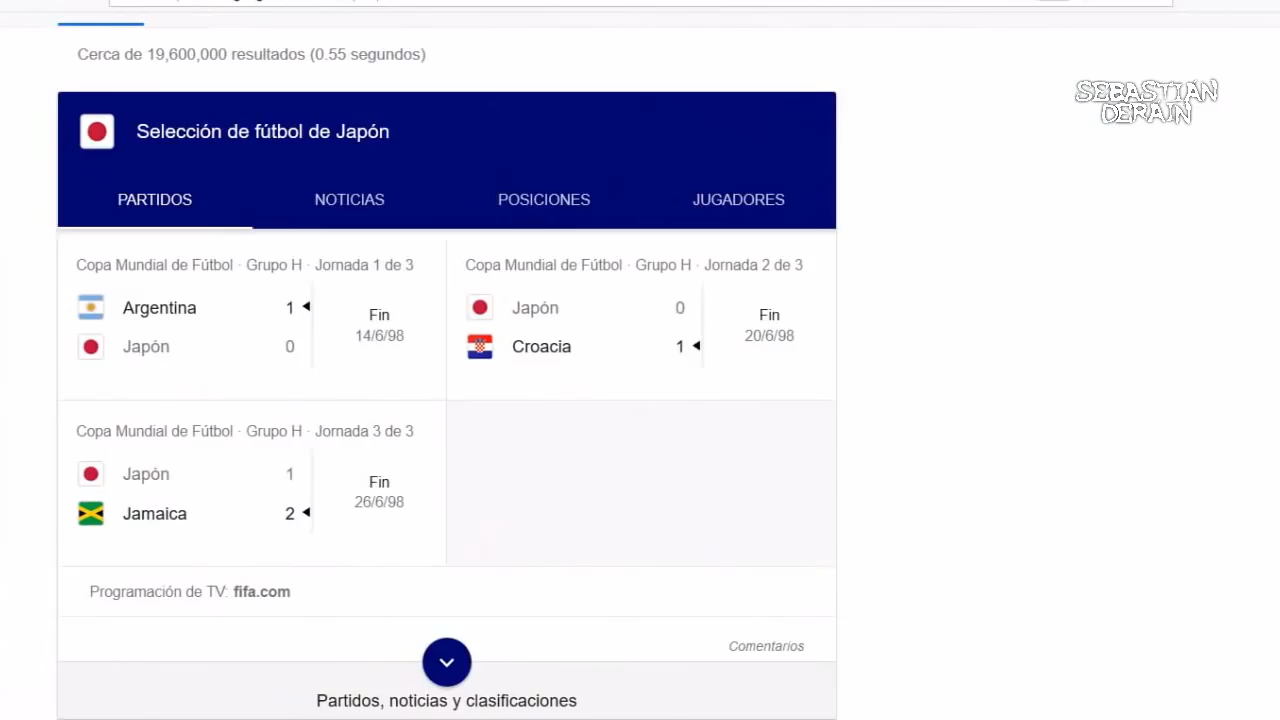 Cerca de 19,600,000 resultados (0.55 segundos)
SEBASTIAN
DERAIN
Selección de fútbol de Japón
PARTIDOS NOTICIAS POSICIONES JUGADORES
Copa Mundial de Fútbol · Grupo H · Jornada 1 de 3
Argentina 1
Japón 0
Fin
14/6/98
Copa Mundial de Fútbol · Grupo H · Jornada 2 de 3
Japón 0
Croacia 1
Fin
20/6/98
Copa Mundial de Fútbol · Grupo H · Jornada 3 de 3
Japón 1
Jamaica 2
Fin
26/6/98
Programación de TV: fifa.com
Comentarios
Partidos, noticias y clasificaciones